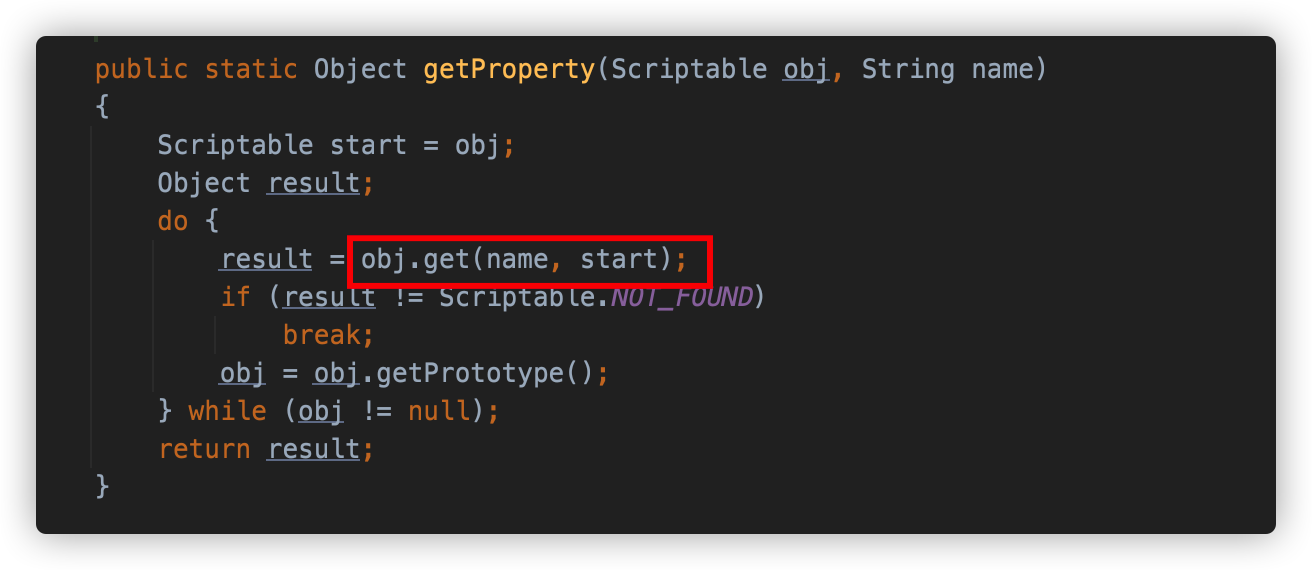 public static Object getProperty(Scriptable obj, String name)
{
Scriptable start = obj;
Object result;
do {
result = obj.get(name, start);
if (result != Scriptable.NOT_FOUND)
break;
obj = obj.getPrototype();
} while (obj != null);
return result;
}